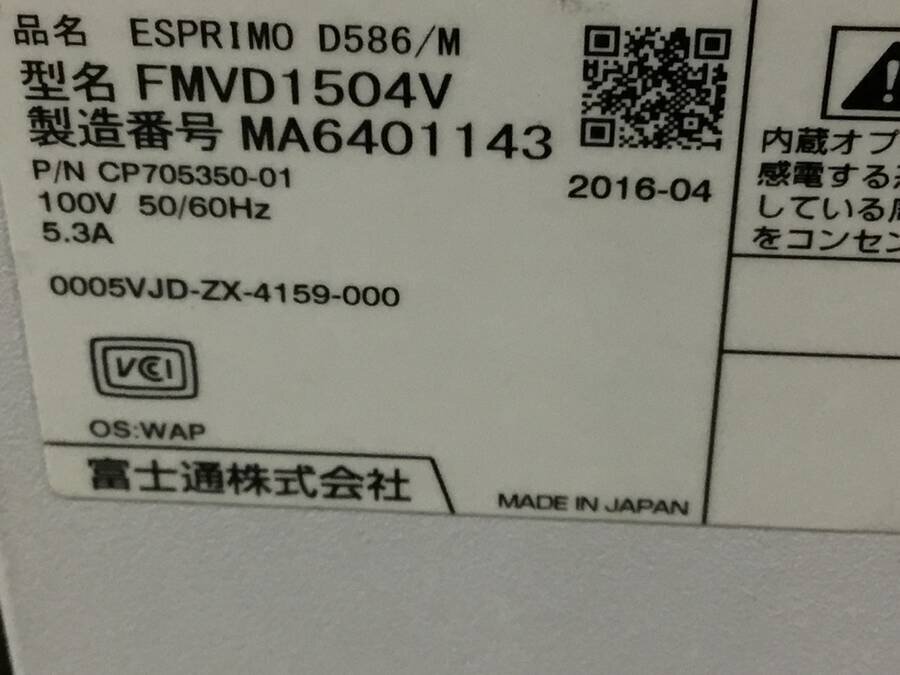 品名 ESPRIMO D586/M
型名 FMVD1504V
製造番号 MA6401143
P/N CP705350-01
100V 50/60Hz
5.3A
2016-04
0005VJD-ZX-4159-000
VCCI
OS:WAP
富士通株式会社
MADE IN JAPAN
内蔵オプ
感電する
している
をコンセン